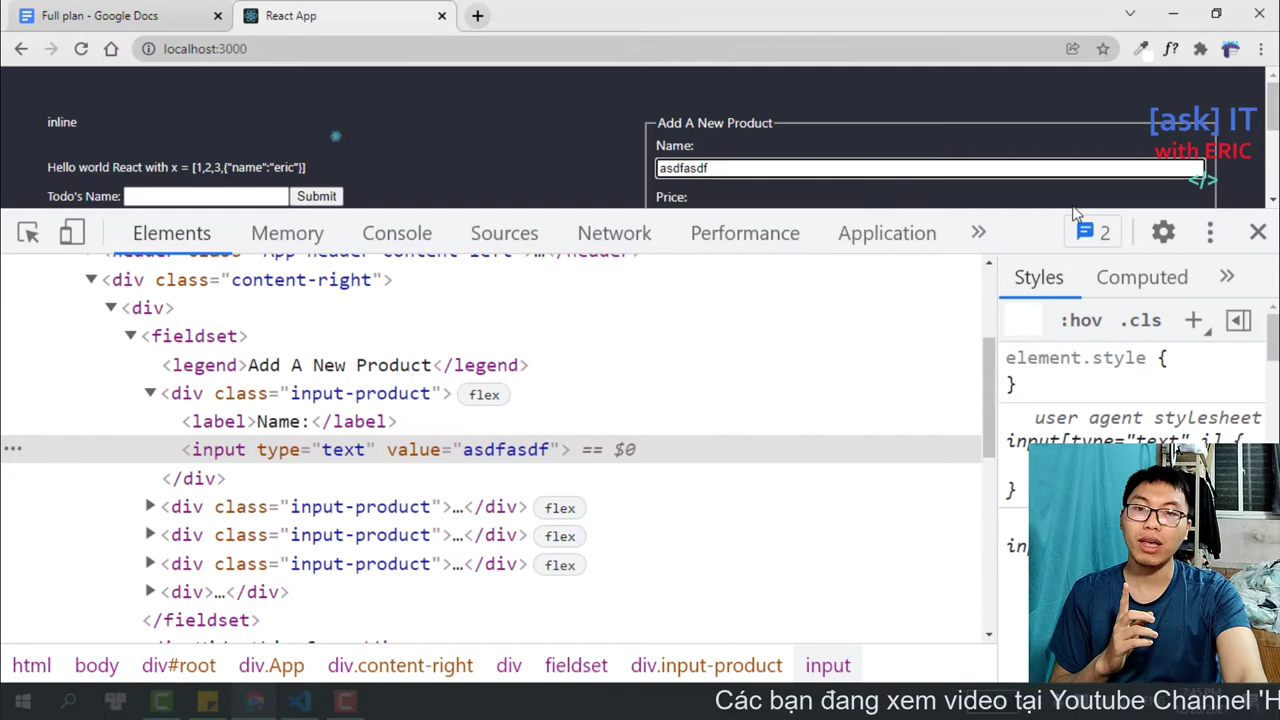 Full plan - Google Docs
React App
localhost:3000
f?
inline
Hello world React with x = [1,2,3,{"name":"eric"}]
Todo's Name:
Submit
Add A New Product
Name:
asdfasdf
Price:
[ask] IT
with ERIC
</>
Elements
Memory
Console
Sources
Network
Performance
Application
»
2
<div class="content-right">
<div>
<fieldset>
<legend>Add A New Product</legend>
<div class="input-product"> flex
<label>Name:</label>
<input type="text" value="asdfasdf"> == $0
</div>
<div class="input-product">…</div> flex
<div class="input-product">…</div> flex
<div class="input-product">…</div> flex
<div>…</div>
</fieldset>
html body div#root div.App div.content-right div fieldset div.input-product input
Styles
Computed
»
:hov .cls +
element.style {
}
user agent stylesheet
input[type="text" i] {
}
Các bạn đang xem video tại Youtube Channel 'H